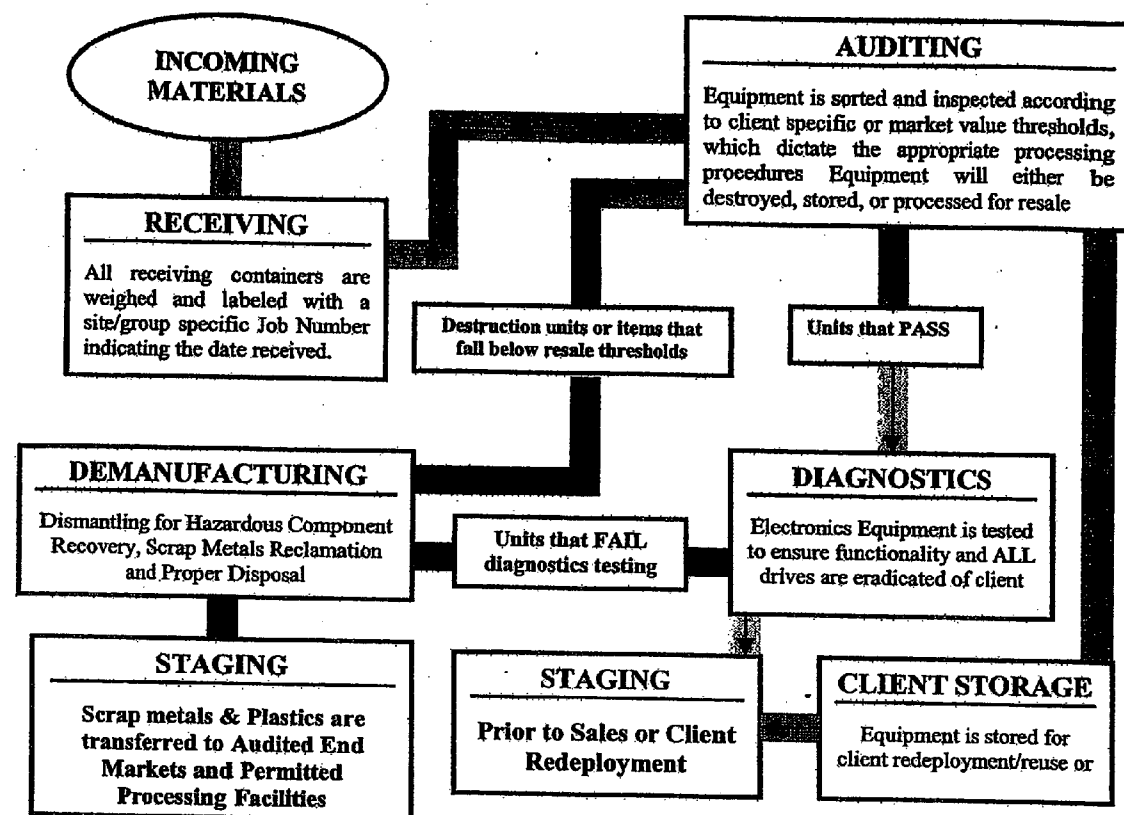 INCOMING
MATERIALS
AUDITING
Equipment is sorted and inspected according
to client specific or market value thresholds,
which dictate the appropriate processing
procedures Equipment will either be
destroyed, stored, or processed for resale
RECEIVING
All receiving containers are
weighed and labeled with a
site/group specific Job Number
indicating the date received.
Destruction units or items that
fall below resale thresholds
Units that PASS
DEMANUFACTURING
Dismantling for Hazardous Component
Recovery, Scrap Metals Reclamation
and Proper Disposal
Units that FAIL
diagnostics testing
DIAGNOSTICS
Electronics Equipment is tested
to ensure functionality and ALL
drives are eradicated of client
STAGING
Scrap metals & Plastics are
transferred to Audited End
Markets and Permitted
Processing Facilities
STAGING
Prior to Sales or Client
Redeployment
CLIENT STORAGE
Equipment is stored for
client redeployment/reuse or